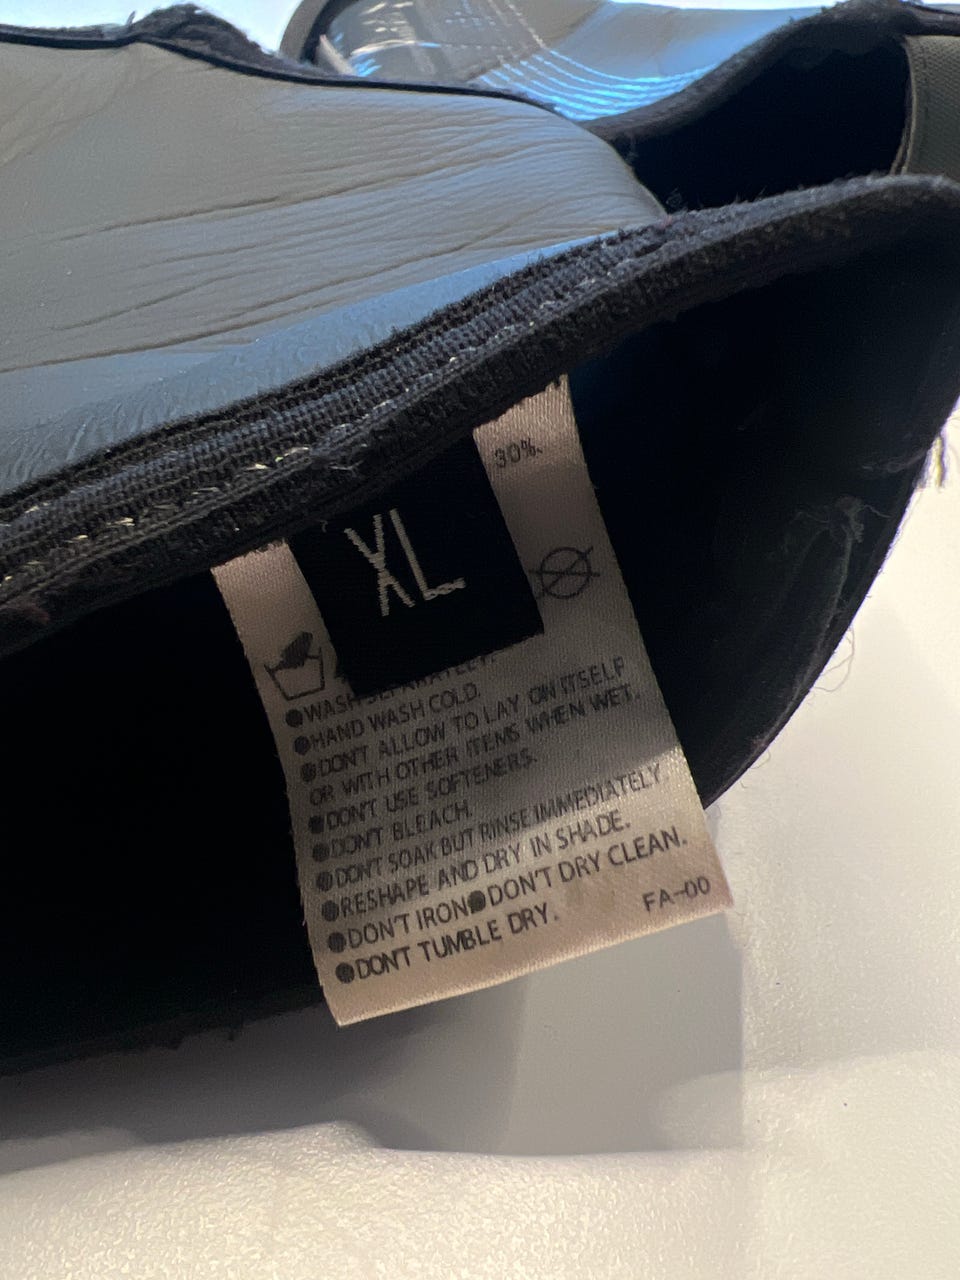 30%.
XL
●WASH SEPARATELY.
●HAND WASH COLD.
●DON'T ALLOW TO LAY ON ITSELF
OR WITH OTHER ITEMS WHEN WET.
●DON'T USE SOFTENERS.
●DON'T BLEACH.
●DON'T SOAK BUT RINSE IMMEDIATELY
●RESHAPE AND DRY IN SHADE.
●DON'T IRON●DON'T DRY CLEAN.
●DON'T TUMBLE DRY.
FA-00